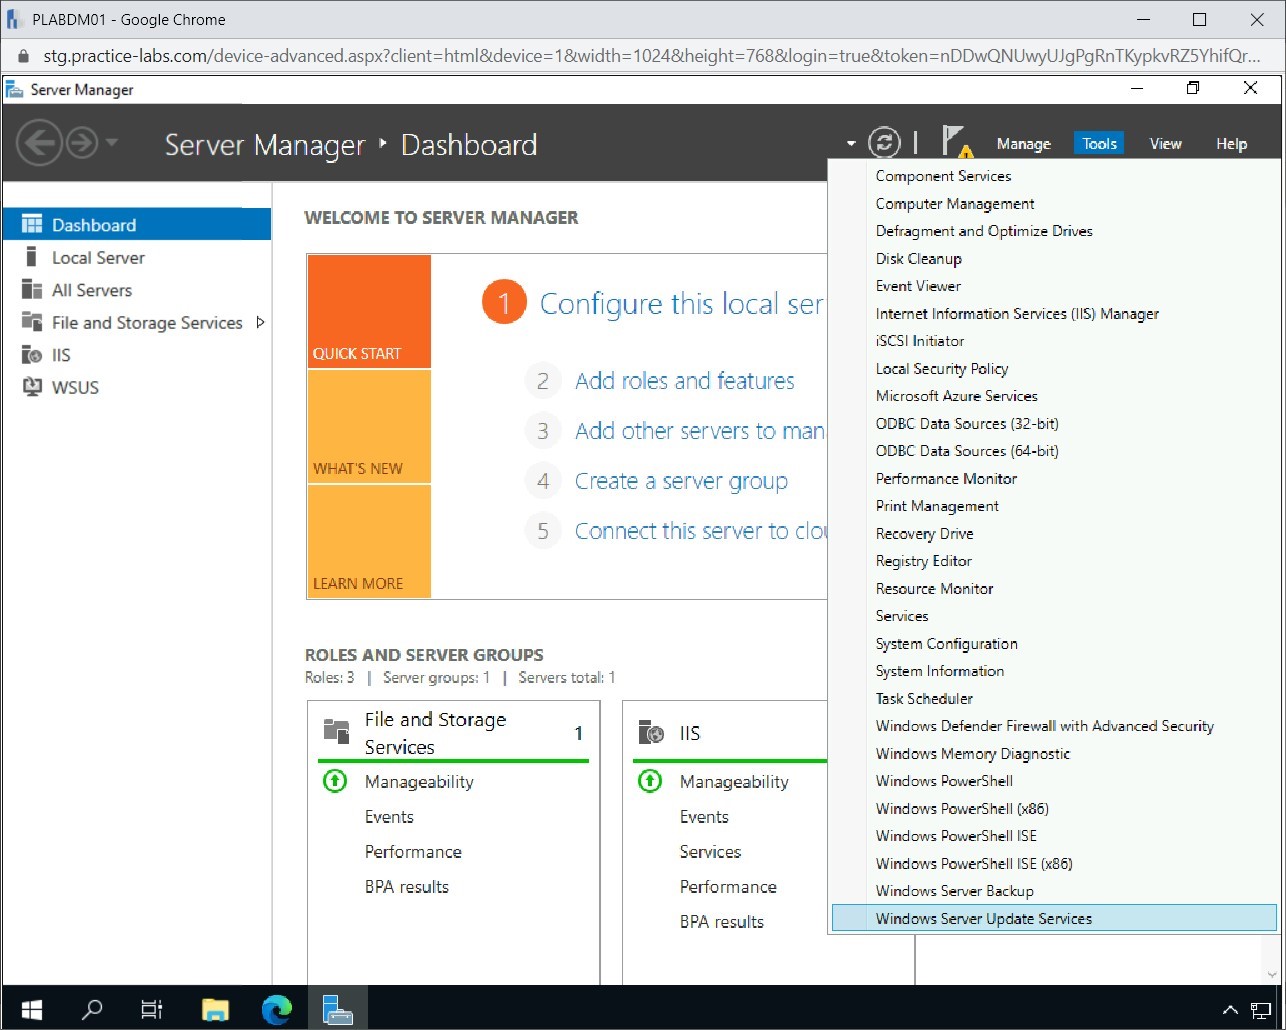 PLABDM01 - Google Chrome
stg.practice-labs.com/device-advanced.aspx?client=html&device=1&width=1024&height=768&login=true&token=nDDwQNUwyUJgPgRnTKypkvRZ5YhifQr...
Server Manager
Server Manager ‣ Dashboard
Manage Tools View Help
Dashboard
Local Server
All Servers
File and Storage Services
IIS
WSUS
WELCOME TO SERVER MANAGER
QUICK START
WHAT'S NEW
LEARN MORE
1 Configure this local ser
2 Add roles and features
3 Add other servers to man
4 Create a server group
5 Connect this server to clou
ROLES AND SERVER GROUPS
Roles: 3 | Server groups: 1 | Servers total: 1
File and Storage
Services 1
Manageability
Events
Performance
BPA results
IIS
Manageability
Events
Services
Performance
BPA results
Component Services
Computer Management
Defragment and Optimize Drives
Disk Cleanup
Event Viewer
Internet Information Services (IIS) Manager
iSCSI Initiator
Local Security Policy
Microsoft Azure Services
ODBC Data Sources (32-bit)
ODBC Data Sources (64-bit)
Performance Monitor
Print Management
Recovery Drive
Registry Editor
Resource Monitor
Services
System Configuration
System Information
Task Scheduler
Windows Defender Firewall with Advanced Security
Windows Memory Diagnostic
Windows PowerShell
Windows PowerShell (x86)
Windows PowerShell ISE
Windows PowerShell ISE (x86)
Windows Server Backup
Windows Server Update Services